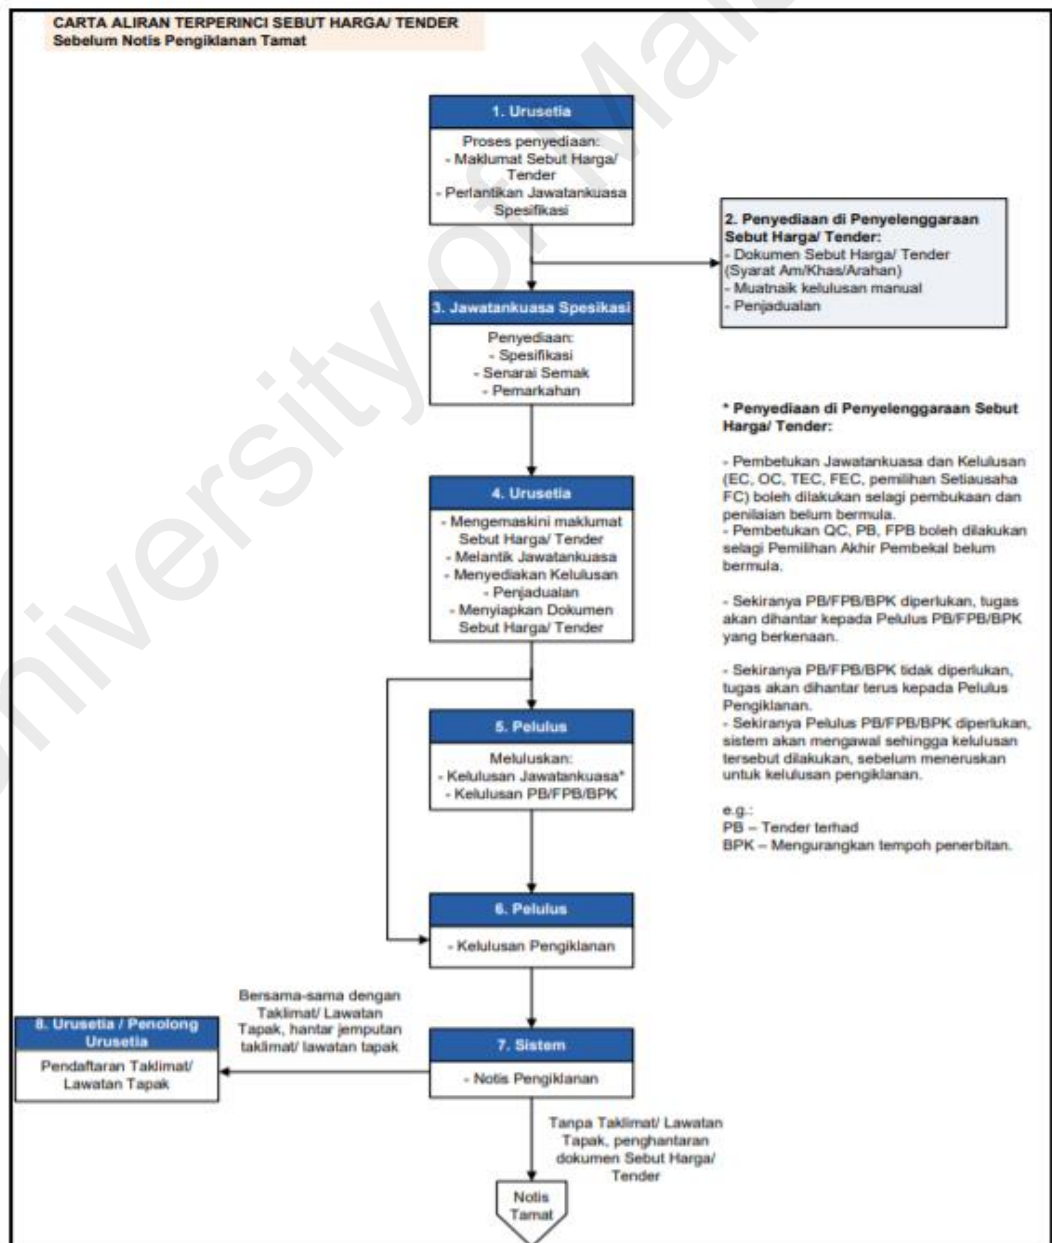 CARTA ALIRAN TERPERINCI SEBUT HARGA/ TENDER
Sebelum Notis Pengiklanan Tamat
1. Urusetia
Proses penyediaan:
- Maklumat Sebut Harga/
Tender
- Perlantikan Jawatankuasa
Spesifikasi
2. Penyediaan di Penyelenggaraan
Sebut Harga/ Tender:
- Dokumen Sebut Harga/ Tender
(Syarat Am/Khas/Arahan)
- Muatnaik kelulusan manual
- Penjadualan
3. Jawatankuasa Spesikasi
Penyediaan:
- Spesifikasi
- Senarai Semak
- Pemarkahan
* Penyediaan di Penyelenggaraan Sebut
Harga/ Tender:
- Pembetukan Jawatankuasa dan Kelulusan
(EC, OC, TEC, FEC, pemilihan Setiausaha
FC) boleh dilakukan selagi pembukaan dan
penilaian belum bermula.
- Pembetukan QC, PB, FPB boleh dilakukan
selagi Pemilihan Akhir Pembekal belum
bermula.
- Sekiranya PB/FPB/BPK diperlukan, tugas
akan dihantar kepada Pelulus PB/FPB/BPK
yang berkenaan.
- Sekiranya PB/FPB/BPK tidak diperlukan,
tugas akan dihantar terus kepada Pelulus
Pengiklanan.
- Sekiranya Pelulus PB/FPB/BPK diperlukan,
sistem akan mengawal sehingga kelulusan
tersebut dilakukan, sebelum meneruskan
untuk kelulusan pengiklanan.
e.g.:
PB – Tender terhad
BPK – Mengurangkan tempoh penerbitan.
4. Urusetia
- Mengemaskini maklumat
Sebut Harga/ Tender
- Melantik Jawatankuasa
- Menyediakan Kelulusan
- Penjadualan
- Menyiapkan Dokumen
Sebut Harga/ Tender
5. Pelulus
Meluluskan:
- Kelulusan Jawatankuasa*
- Kelulusan PB/FPB/BPK
6. Pelulus
- Kelulusan Pengiklanan
Bersama-sama dengan
Taklimat/ Lawatan
Tapak, hantar jemputan
taklimat/ lawatan tapak
7. Sistem
- Notis Pengiklanan
8. Urusetia / Penolong
Urusetia
Pendaftaran Taklimat/
Lawatan Tapak
Tanpa Taklimat/ Lawatan
Tapak, penghantaran
dokumen Sebut Harga/
Tender
Notis
Tamat
University of Mala